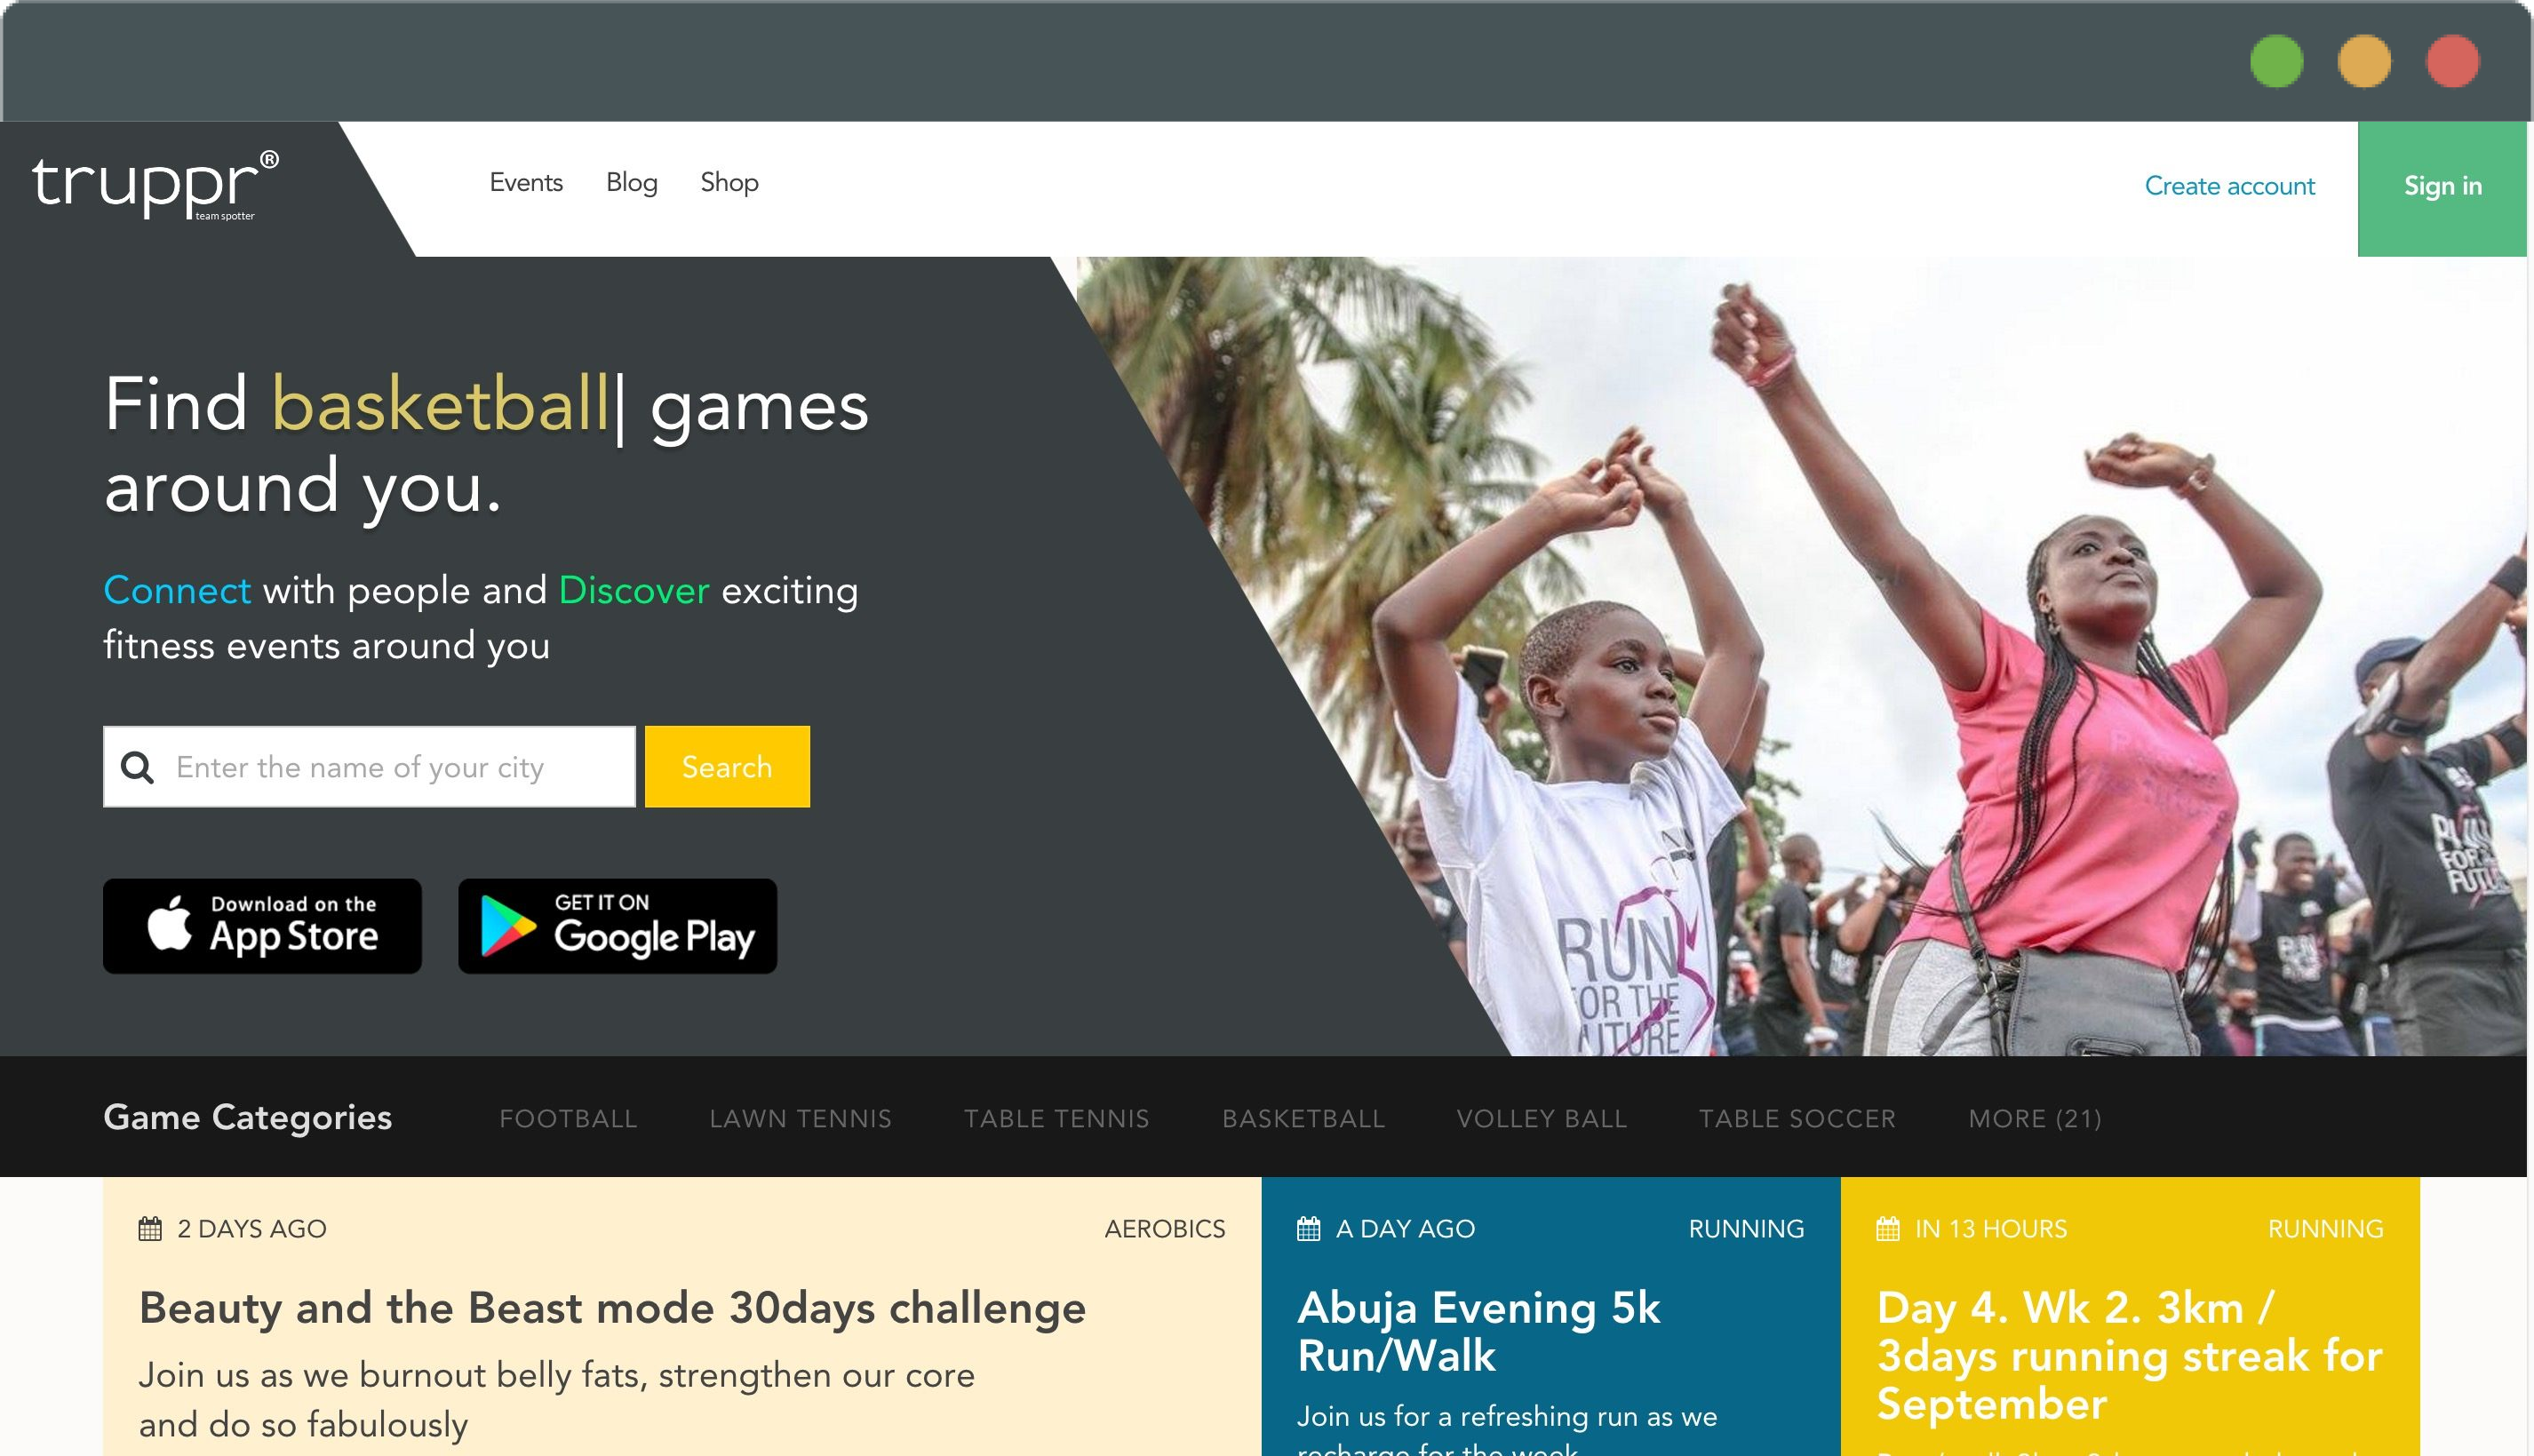 truppr®
team spotter
Events Blog Shop
Create account
Sign in
Find basketball| games
around you.
Connect with people and Discover exciting
fitness events around you
Enter the name of your city
Search
Download on the
App Store
GET IT ON
Google Play
RUN
FOR THE
RUN
Game Categories
FOOTBALL LAWN TENNIS TABLE TENNIS BASKETBALL VOLLEY BALL TABLE SOCCER MORE (21)
2 DAYS AGO AEROBICS
Beauty and the Beast mode 30days challenge
Join us as we burnout belly fats, strengthen our core
and do so fabulously
A DAY AGO RUNNING
Abuja Evening 5k
Run/Walk
Join us for a refreshing run as we
recharge for the week
IN 13 HOURS RUNNING
Day 4. Wk 2. 3km /
3days running streak for
September